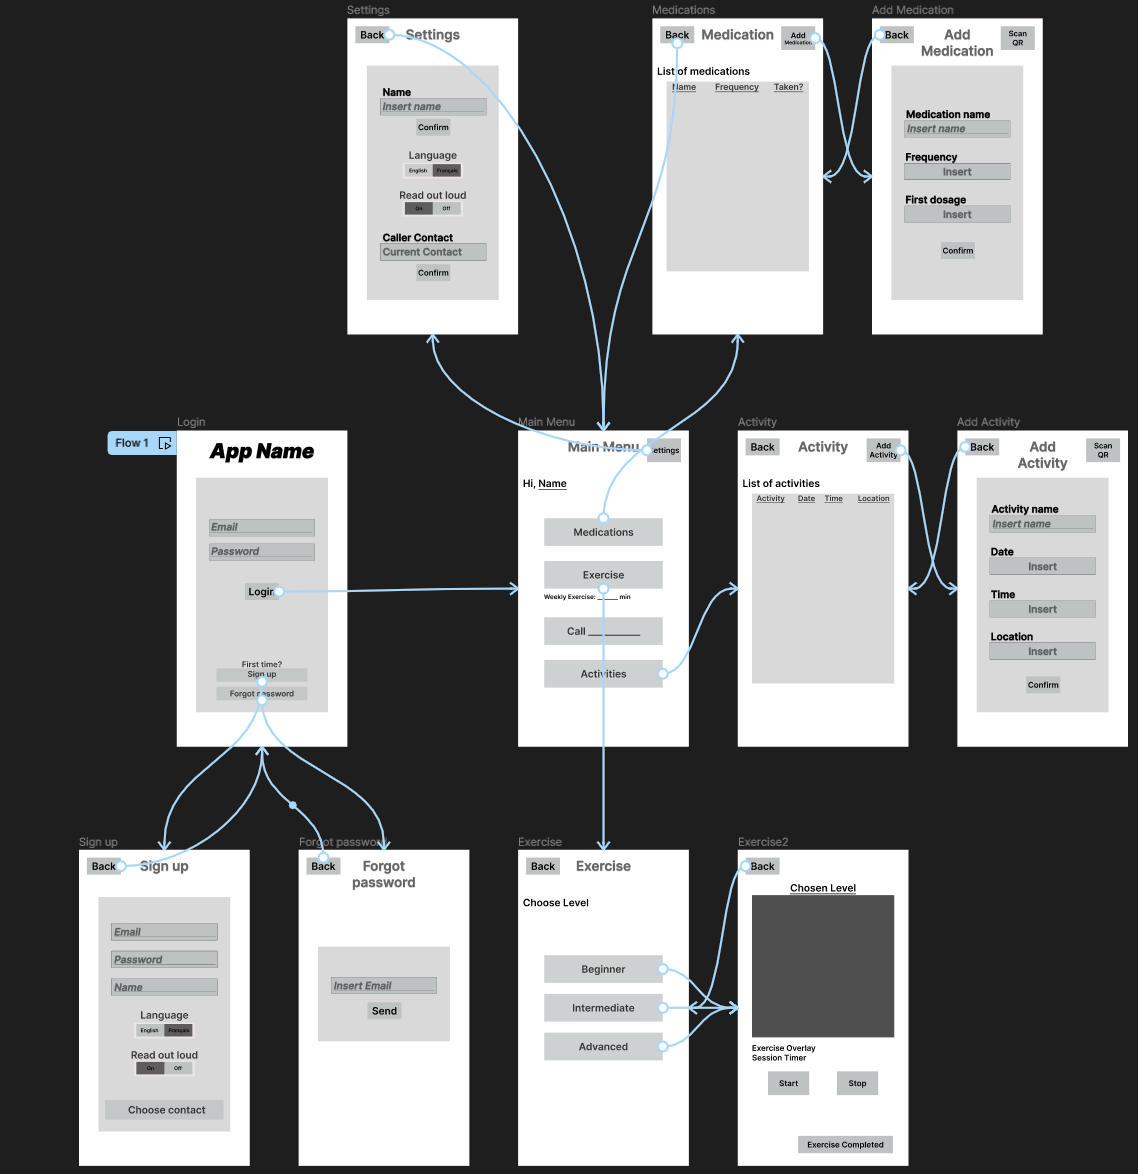 Settings
Back
Settings
Name
Insert name
Confirm
Language
English
Français
Read out loud
On
Off
Caller Contact
Current Contact
Confirm
Medications
Back
Medication
Add
Medication
List of medications
Name
Frequency
Taken?
Add Medication
Back
Add
Medication
Scan
QR
Medication name
Insert name
Frequency
Insert
First dosage
Insert
Confirm
Flow 1
Login
App Name
Email
Password
Login
First time?
Sign up
Forgot password
Main Menu
Main Menu
Settings
Hi, Name
Medications
Exercise
Weekly Exercise: ______ min
Call __________
Activities
Activity
Back
Activity
Add
Activity
List of activities
Activity
Date
Time
Location
Add Activity
Back
Add
Activity
Scan
QR
Activity name
Insert name
Date
Insert
Time
Insert
Location
Insert
Confirm
Sign up
Back
Sign up
Email
Password
Name
Language
English
Français
Read out loud
On
Off
Choose contact
Forgot password
Back
Forgot
password
Insert Email
Send
Exercise
Back
Exercise
Choose Level
Beginner
Intermediate
Advanced
Exercise2
Back
Chosen Level
Exercise Overlay
Session Timer
Start
Stop
Exercise Completed